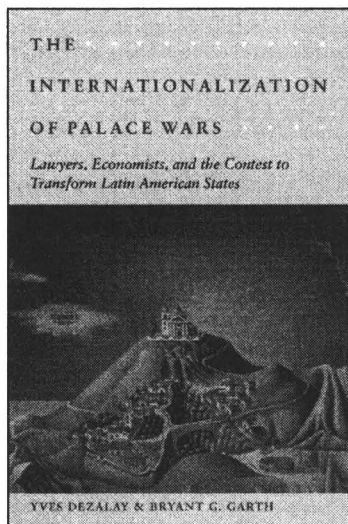 THE
INTERNATIONALIZATION
OF PALACE WARS
Lawyers, Economists, and the Contest to
Transform Latin American States
YVES DEZALAY & BRYANT G. GARTH